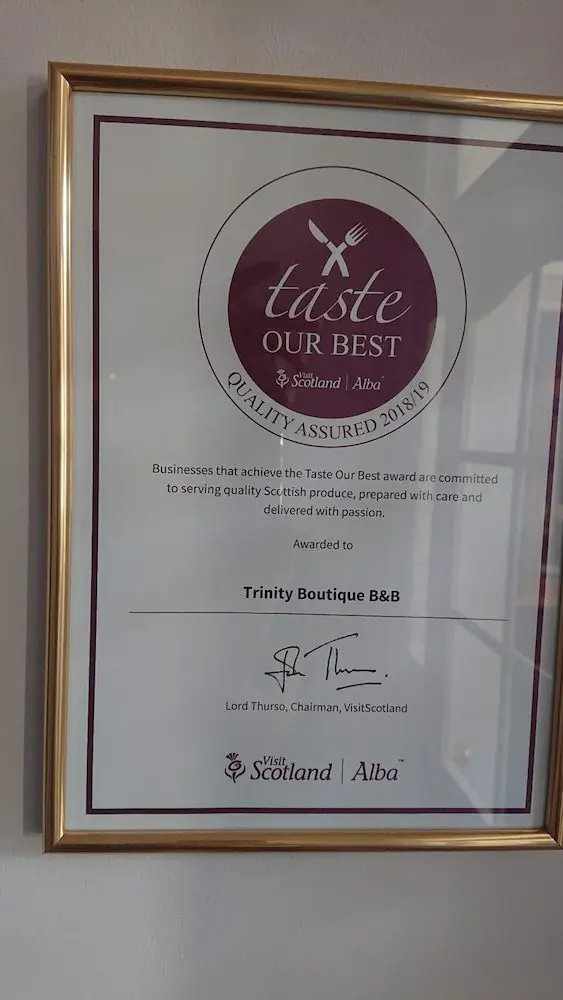 taste
OUR BEST
Visit
Scotland | Alba™
QUALITY ASSURED 2018/19
Businesses that achieve the Taste Our Best award are committed
to serving quality Scottish produce, prepared with care and
delivered with passion.
Awarded to
Trinity Boutique B&B
Lord Thurso, Chairman, VisitScotland
Visit
Scotland | Alba™